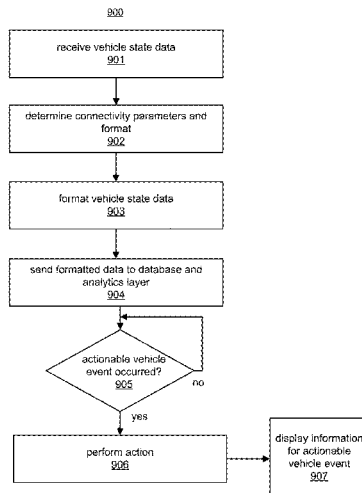 900
receive vehicle state data
901
determine connectivity parameters and
format
902
format vehicle state data
903
send formatted data to database and
analytics layer
904
actionable vehicle
event occurred?
905
no
yes
perform action
906
display information
for actionable
vehicle event
907